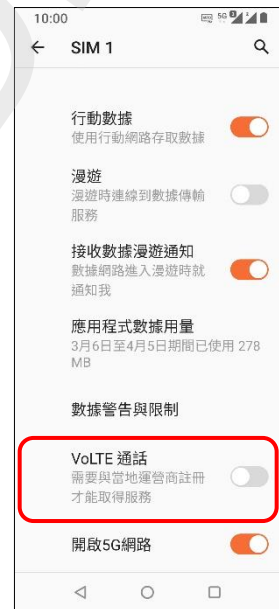 10:00
5G
SIM 1
行動數據
使用行動網路存取數據
漫遊
漫遊時連線到數據傳輸
服務
接收數據漫遊通知
數據網路進入漫遊時就
通知我
應用程式數據用量
3月6日至4月5日期間已使用 278
MB
數據警告與限制
VoLTE 通話
需要與當地運營商註冊
才能取得服務
開啟5G網路